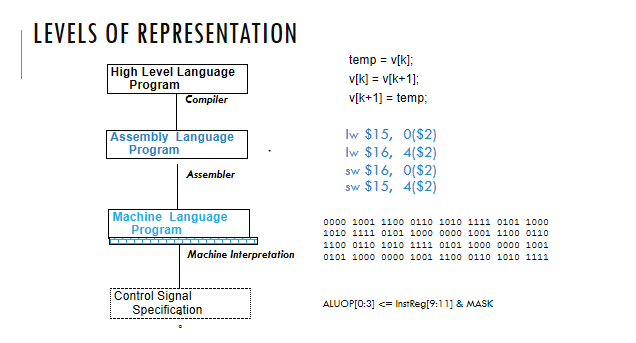 LEVELS OF REPRESENTATION
High Level Language
Program
Compiler
Assembly Language
Program
Assembler
Machine Language
Program
Machine Interpretation
Control Signal
Specification
temp = v[k];
v[k] = v[k+1];
v[k+1] = temp;
lw $15, 0($2)
lw $16, 4($2)
sw $16, 0($2)
sw $15, 4($2)
0000 1001 1100 0110 1010 1111 0101 1000
1010 1111 0101 1000 0000 1001 1100 0110
1100 0110 1010 1111 0101 1000 0000 1001
0101 1000 0000 1001 1100 0110 1010 1111
ALUOP[0:3] <= InstReg[9:11] & MASK